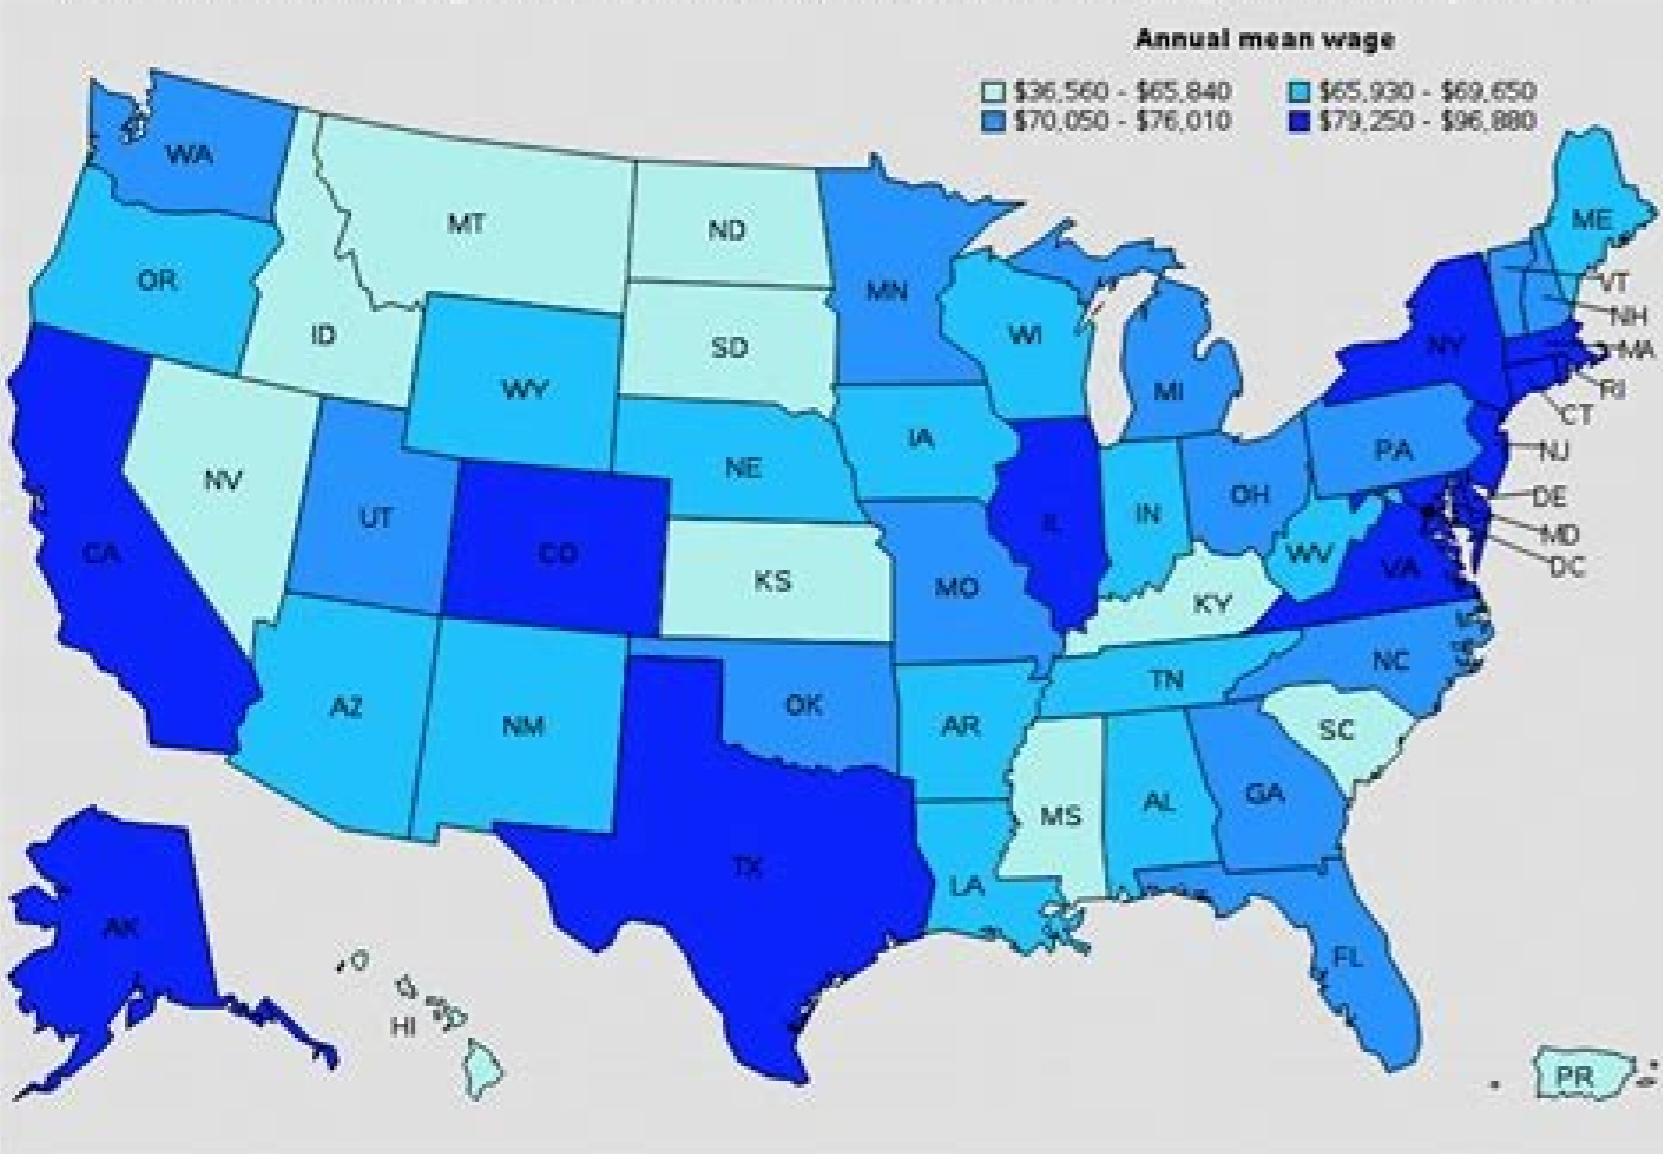 Annual mean wage
$36,560 - $65,840
$65,930 - $69,650
$70,050 - $76,010
$79,250 - $96,880
WA
MT
ND
MN
ME
OR
ID
SD
WI
MI
NY
VT
NH
MA
RI
CT
WY
IA
NE
PA
NJ
NV
UT
CO
IL
IN
OH
DE
MD
DC
CA
KS
MO
WV
VA
KY
AZ
NM
OK
AR
TN
NC
SC
MS
AL
GA
TX
LA
AK
FL
HI
PR